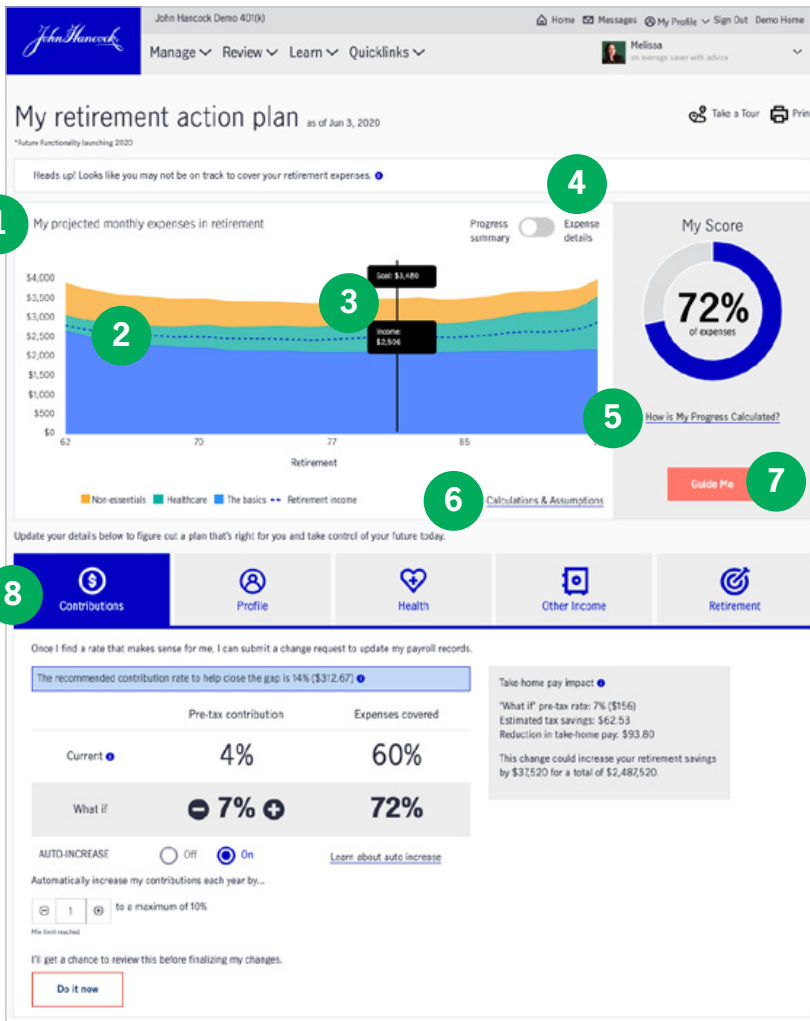 John Hancock
John Hancock Demo 401(k)
Home Messages My Profile Sign Out Demo Home
Manage Review Learn Quicklinks
Melissa
an average saver with advice
My retirement action plan as of Jun 3, 2020
Take a Tour Print
*Future Functionality launching 2020
Heads up! Looks like you may not be on track to cover your retirement expenses.
4
1
My projected monthly expenses in retirement
Progress summary
Expense details
My Score
$4,000
$3,500
$3,000
$2,500
$2,000
$1,500
$1,000
$500
$0
Goal: $3,480
3
2
Income:
$2,506
72%
of expenses
62 70 77 85
Retirement
5
How is My Progress Calculated?
Non-essentials Healthcare The basics Retirement income
6
Calculations & Assumptions
Guide Me
7
Update your details below to figure out a plan that's right for you and take control of your future today.
8
Contributions
Profile
Health
Other Income
Retirement
Once I find a rate that makes sense for me, I can submit a change request to update my payroll records.
The recommended contribution rate to help close the gap is 14% ($312.67)
Pre-tax contribution Expenses covered
Current 4% 60%
What if 7% 72%
AUTO-INCREASE Off On Learn about auto increase
Automatically increase my contributions each year by...
1 to a maximum of 10%
Min limit reached
I'll get a chance to review this before finalizing my changes.
Do it now
Take-home pay impact
"What if" pre-tax rate: 7% ($156)
Estimated tax savings: $62.53
Reduction in take-home pay: $93.80
This change could increase your retirement savings
by $37,520 for a total of $2,487,520.